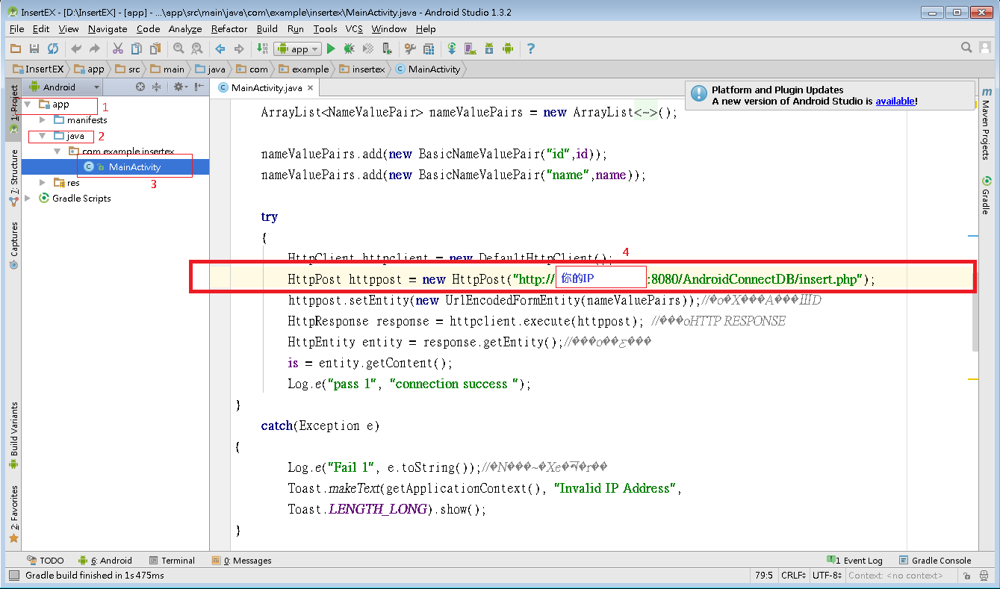 InsertEX - [D:\InsertEX] - [app] - ...\app\src\main\java\com\example\insertex\MainActivity.java - Android Studio 1.3.2
File Edit View Navigate Code Analyze Refactor Build Run Tools VCS Window Help
app
InsertEX app src main java com example insertex MainActivity
Android
MainActivity.java
Platform and Plugin Updates
A new version of Android Studio is available!
1: Project
7: Structure
Captures
Build Variants
2: Favorites
app 1
manifests
java 2
com.example.insertex
MainActivity
3
res
Gradle Scripts
ArrayList<NameValuePair> nameValuePairs = new ArrayList<~>();
nameValuePairs.add(new BasicNameValuePair("id",id));
nameValuePairs.add(new BasicNameValuePair("name",name));
try
{
4
HttpClient httpclient = new DefaultHttpClient();
HttpPost httppost = new HttpPost("http:// 你的IP :8080/AndroidConnectDB/insert.php");
httppost.setEntity(new UrlEncodedFormEntity(nameValuePairs));//�o�X���A���IIID
HttpResponse response = httpclient.execute(httppost); //���oHTTP RESPONSE
HttpEntity entity = response.getEntity();//���o��ع���
is = entity.getContent();
Log.e("pass 1", "connection success ");
}
catch(Exception e)
{
Log.e("Fail 1", e.toString());
Toast.makeText(getApplicationContext(), "Invalid IP Address",
Toast.LENGTH_LONG).show();
}
m Maven Projects
Gradle
TODO 6: Android Terminal 0: Messages 1 Event Log Gradle Console
Gradle build finished in 1s 475ms 79:5 CRLF UTF-8 Context: <no context>